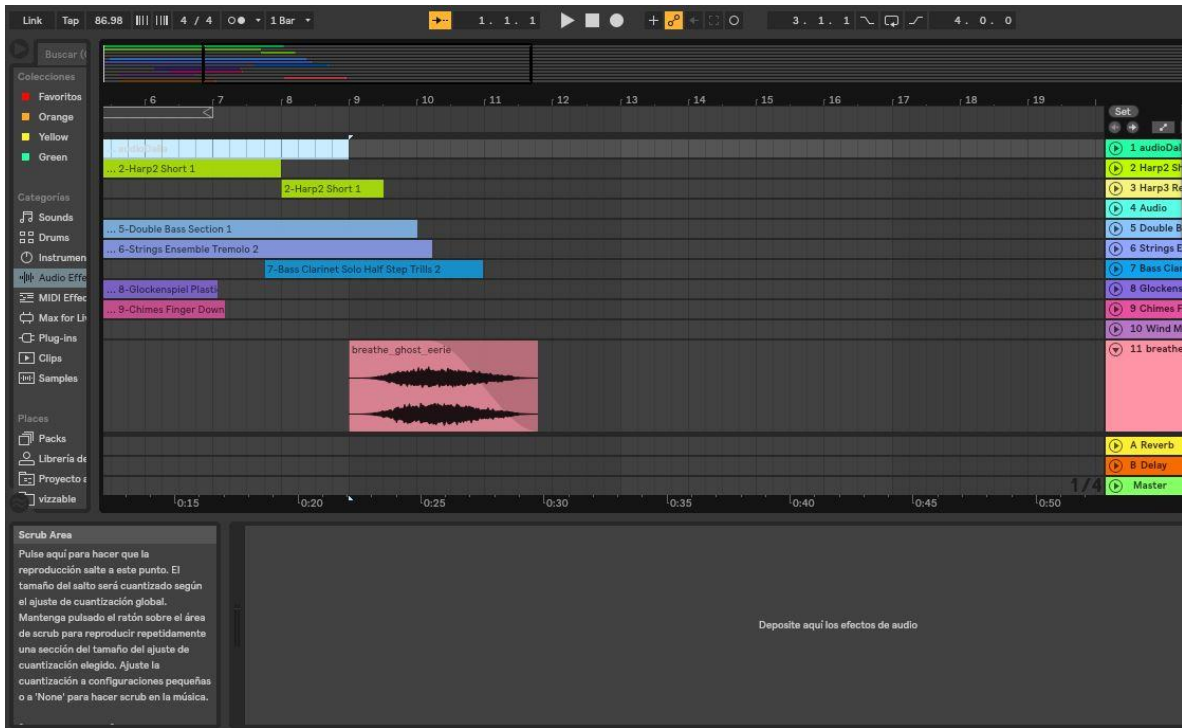 Link Tap 86.98 4 / 4 1 Bar 1. 1. 1 3. 1. 1 4. 0. 0
Buscar (
Colecciones
Favoritos
Orange
Yellow
Green
Categorías
Sounds
Drums
Instrumen
Audio Effe
MIDI Effec
Max for Li
Plug-ins
Clips
Samples
Places
Packs
Librería de
Proyecto a
vizzable
6 7 8 9 10 11 12 13 14 15 16 17 18 19
... audioDalla
... 2-Harp2 Short 1
2-Harp2 Short 1
... 5-Double Bass Section 1
... 6-Strings Ensemble Tremolo 2
7-Bass Clarinet Solo Half Step Trills 2
... 8-Glockenspiel Plasti
... 9-Chimes Finger Down
breathe_ghost_eerie
Set
1 audioDal
2 Harp2 Sh
3 Harp3 Re
4 Audio
5 Double B
6 Strings E
7 Bass Clar
8 Glockens
9 Chimes F
10 Wind M
11 breathe
A Reverb
B Delay
1/4 Master
0:15 0:20 0:25 0:30 0:35 0:40 0:45 0:50
Scrub Area
Pulse aquí para hacer que la
reproducción salte a este punto. El
tamaño del salto será cuantizado según
el ajuste de cuantización global.
Mantenga pulsado el ratón sobre el área
de scrub para reproducir repetidamente
una sección del tamaño del ajuste de
cuantización elegido. Ajuste la
cuantización a configuraciones pequeñas
o a 'None' para hacer scrub en la música.
Deposite aquí los efectos de audio